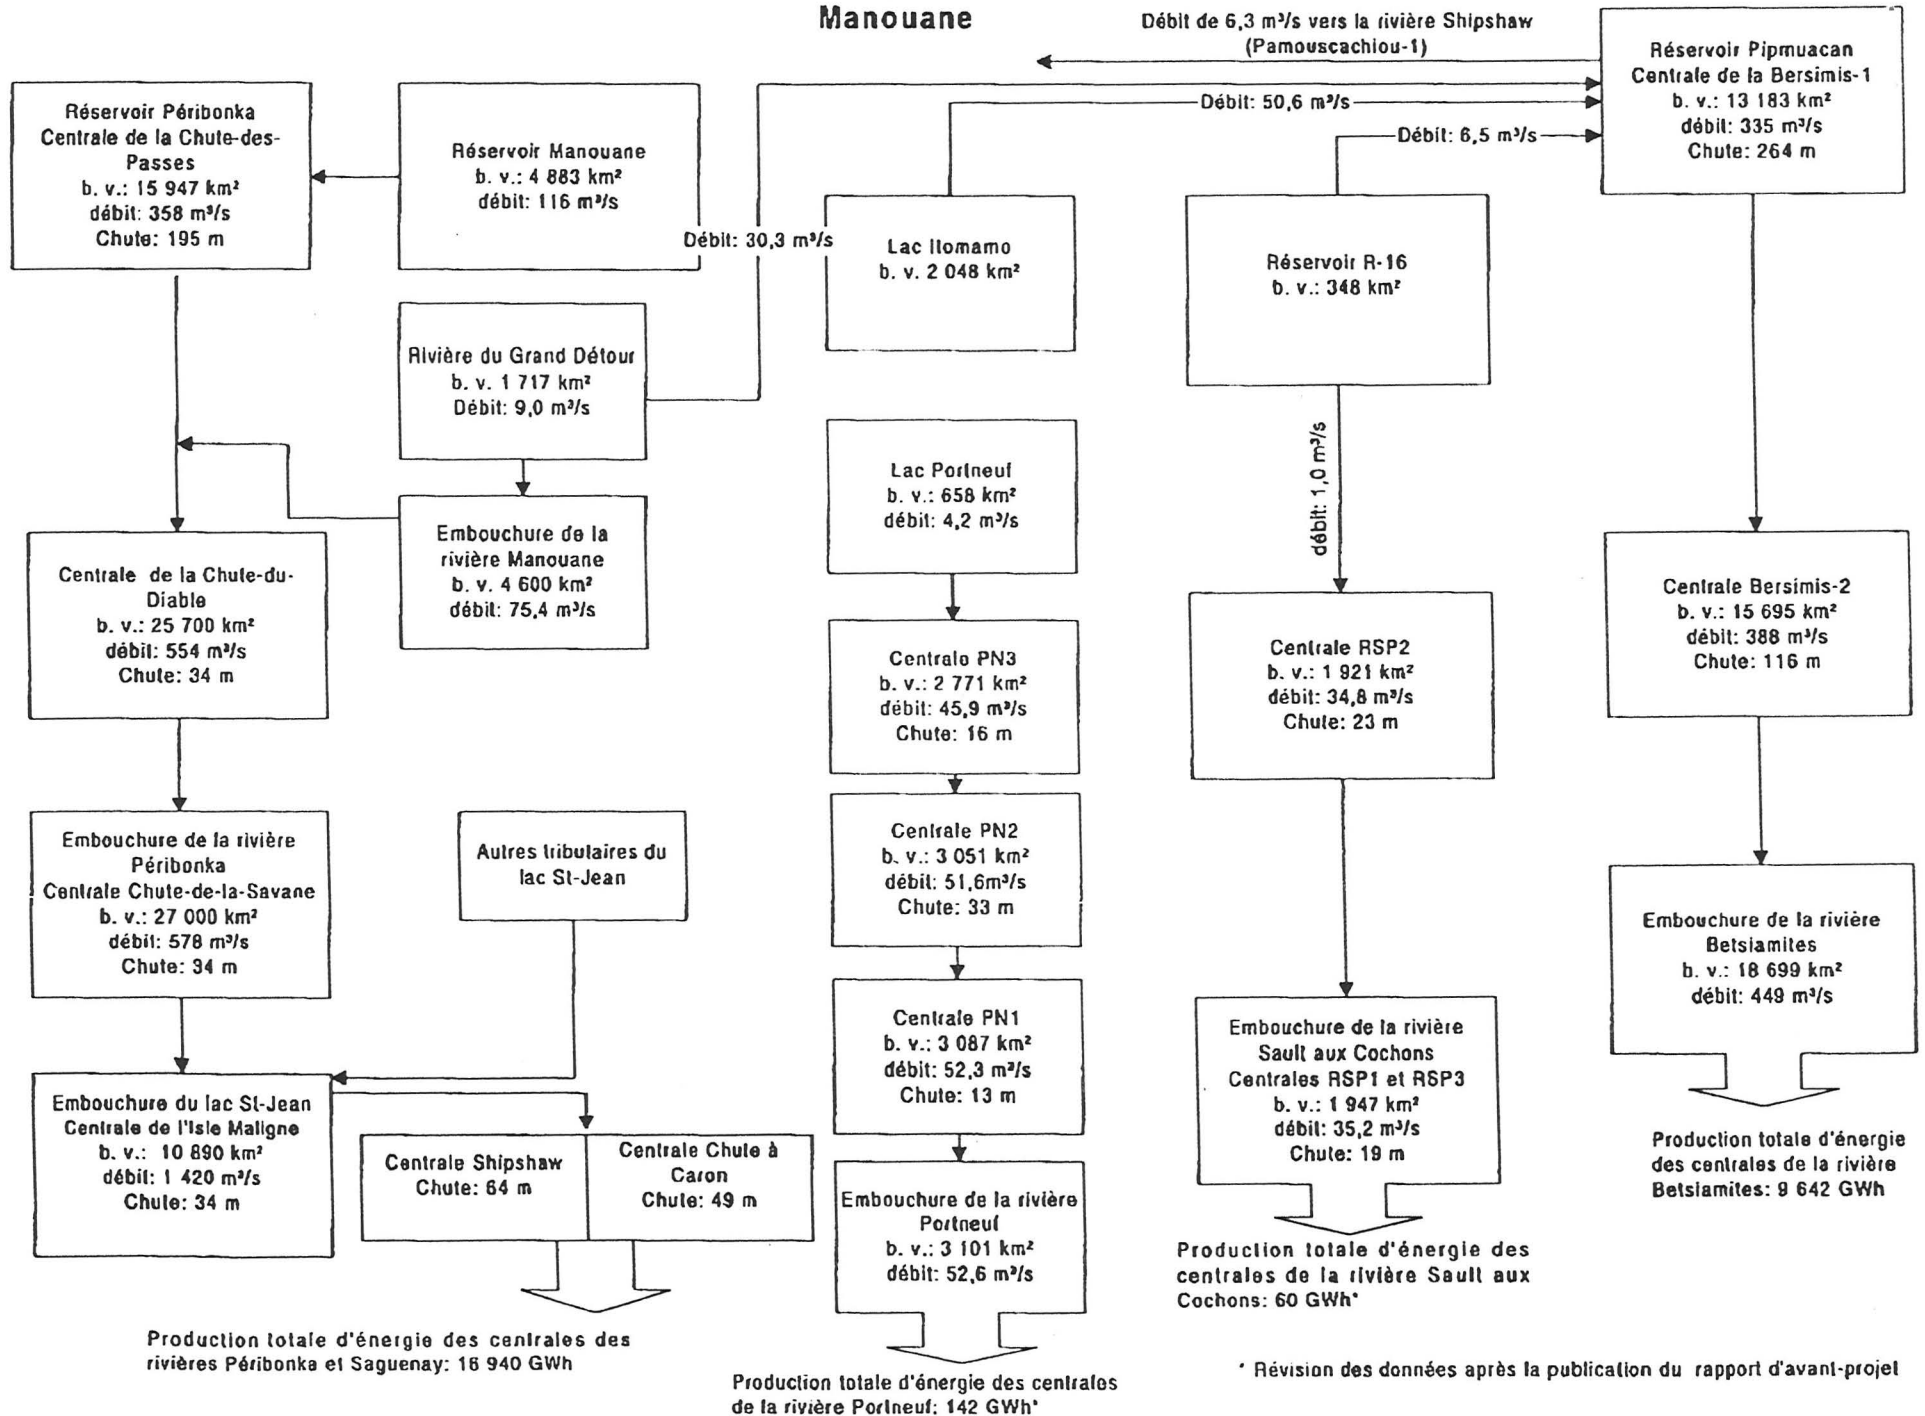 Manouane
Débit de 6,3 m³/s vers la rivière Shipshaw
(Pamouscachiou-1)
Réservoir Pipmuacan
Centrale de la Bersimis-1
b. v.: 13 183 km²
débit: 335 m³/s
Chute: 264 m
Réservoir Péribonka
Centrale de la Chute-des-
Passes
b. v.: 15 947 km²
débit: 358 m³/s
Chute: 195 m
Réservoir Manouane
b. v.: 4 883 km²
débit: 116 m³/s
Débit: 50,6 m³/s
Débit: 6,5 m³/s
Débit: 30,3 m³/s
Lac Itomamo
b. v. 2 048 km²
Réservoir R-16
b. v.: 348 km²
Rivière du Grand Détour
b. v. 1 717 km²
Débit: 9,0 m³/s
Lac Portneuf
b. v.: 658 km²
débit: 4,2 m³/s
débit: 1,0 m³/s
Embouchure de la
rivière Manouane
b. v. 4 600 km²
débit: 75,4 m³/s
Centrale de la Chute-du-
Diable
b. v.: 25 700 km²
débit: 554 m³/s
Chute: 34 m
Centrale PN3
b. v.: 2 771 km²
débit: 45,9 m³/s
Chute: 16 m
Centrale RSP2
b. v.: 1 921 km²
débit: 34,8 m³/s
Chute: 23 m
Centrale Bersimis-2
b. v.: 15 695 km²
débit: 388 m³/s
Chute: 116 m
Embouchure de la rivière
Péribonka
Centrale Chute-de-la-Savane
b. v.: 27 000 km²
débit: 578 m³/s
Chute: 34 m
Autres tribulaires du
lac St-Jean
Centrale PN2
b. v.: 3 051 km²
débit: 51,6m³/s
Chute: 33 m
Embouchure de la rivière
Betsiamites
b. v.: 18 699 km²
débit: 449 m³/s
Centrale PN1
b. v.: 3 087 km²
débit: 52,3 m³/s
Chute: 13 m
Embouchure de la rivière
Sault aux Cochons
Centrales RSP1 et RSP3
b. v.: 1 947 km²
débit: 35,2 m³/s
Chute: 19 m
Embouchure du lac St-Jean
Centrale de l'Isle Maligne
b. v.: 10 890 km²
débit: 1 420 m³/s
Chute: 34 m
Centrale Shipshaw
Chute: 64 m
Centrale Chute à
Caron
Chute: 49 m
Embouchure de la rivière
Portneuf
b. v.: 3 101 km²
débit: 52,6 m³/s
Production totale d'énergie
des centrales de la rivière
Betsiamites: 9 642 GWh
Production totale d'énergie des
centrales de la rivière Sault aux
Cochons: 60 GWh*
Production totale d'énergie des centrales des
rivières Péribonka et Saguenay: 16 940 GWh
Production totale d'énergie des centrales
de la rivière Portneuf: 142 GWh*
* Révision des données après la publication du rapport d'avant-projet